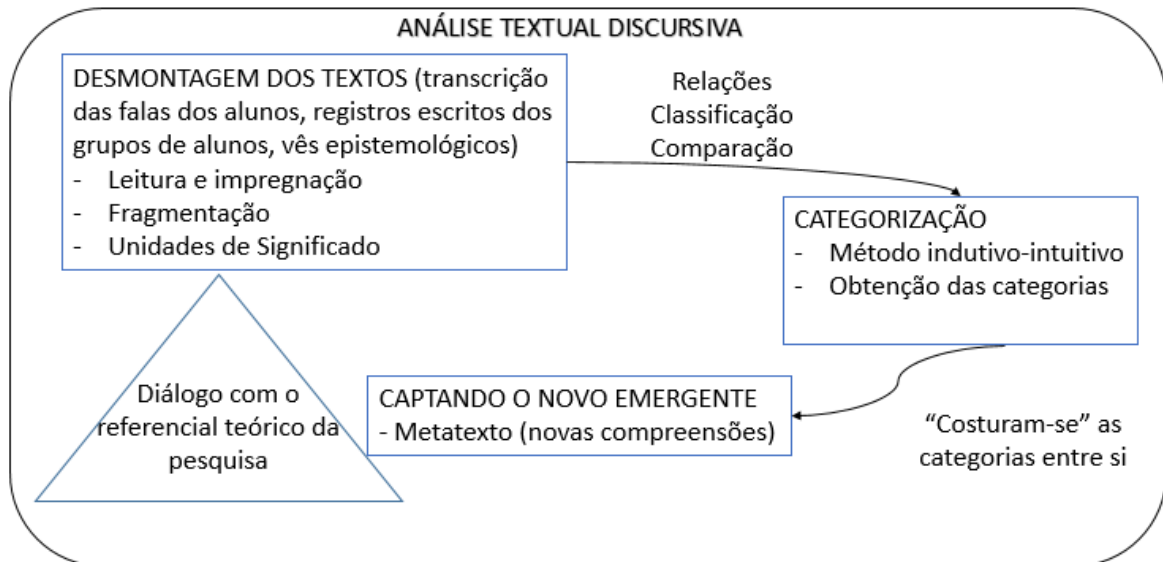 ANÁLISE TEXTUAL DISCURSIVA
DESMONTAGEM DOS TEXTOS (transcrição
das falas dos alunos, registros escritos dos
grupos de alunos, vês epistemológicos)
- Leitura e impregnação
- Fragmentação
- Unidades de Significado
Relações
Classificação
Comparação
CATEGORIZAÇÃO
- Método indutivo-intuitivo
- Obtenção das categorias
“Costuram-se” as
categorias entre si
CAPTANDO O NOVO EMERGENTE
- Metatexto (novas compreensões)
Diálogo com o
referencial teórico da
pesquisa